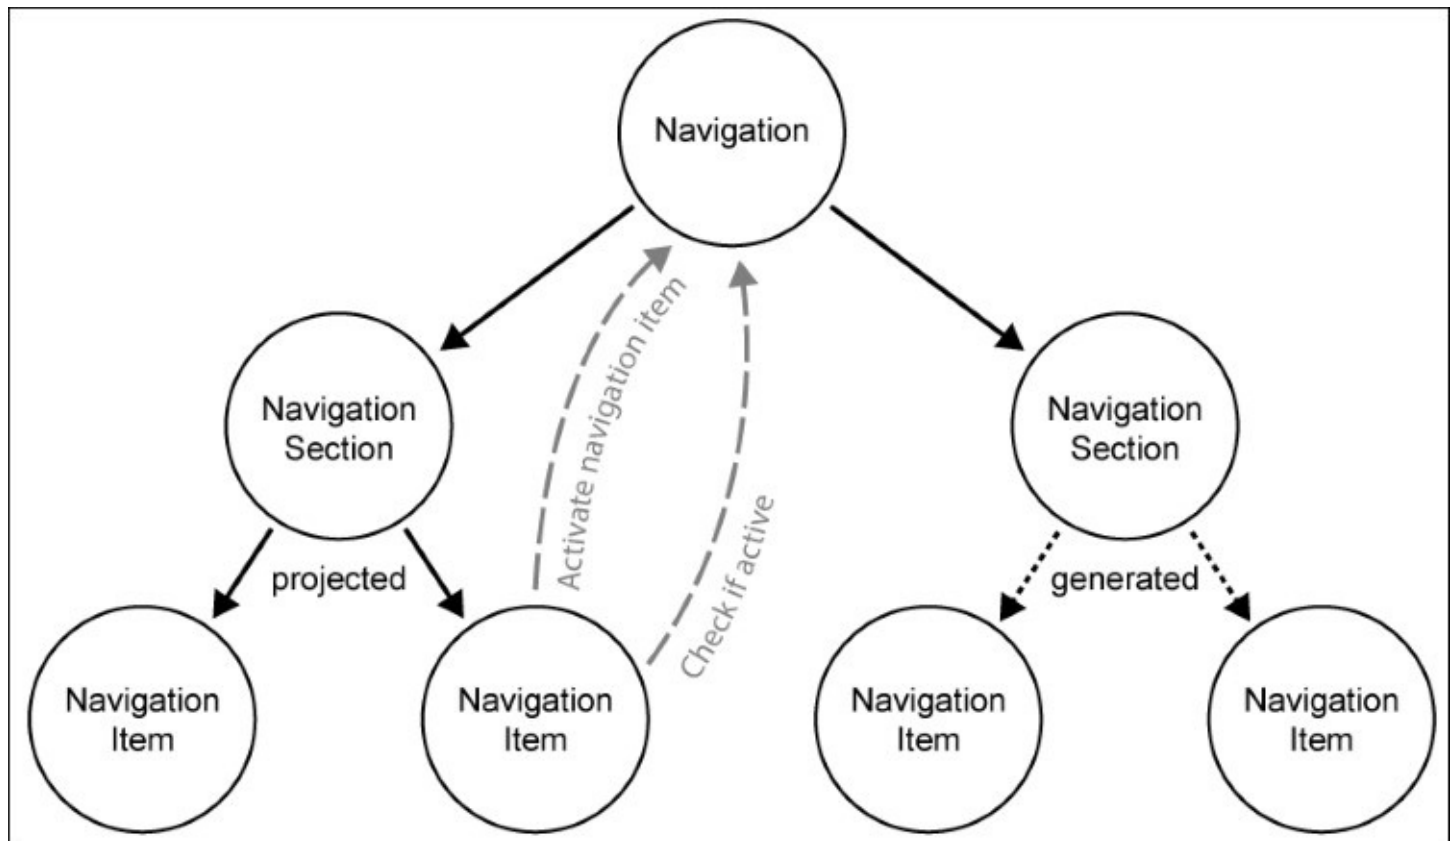 Navigation
Activate navigation item
Check if active
Navigation
Section
Navigation
Section
projected
generated
Navigation
Item
Navigation
Item
Navigation
Item
Navigation
Item